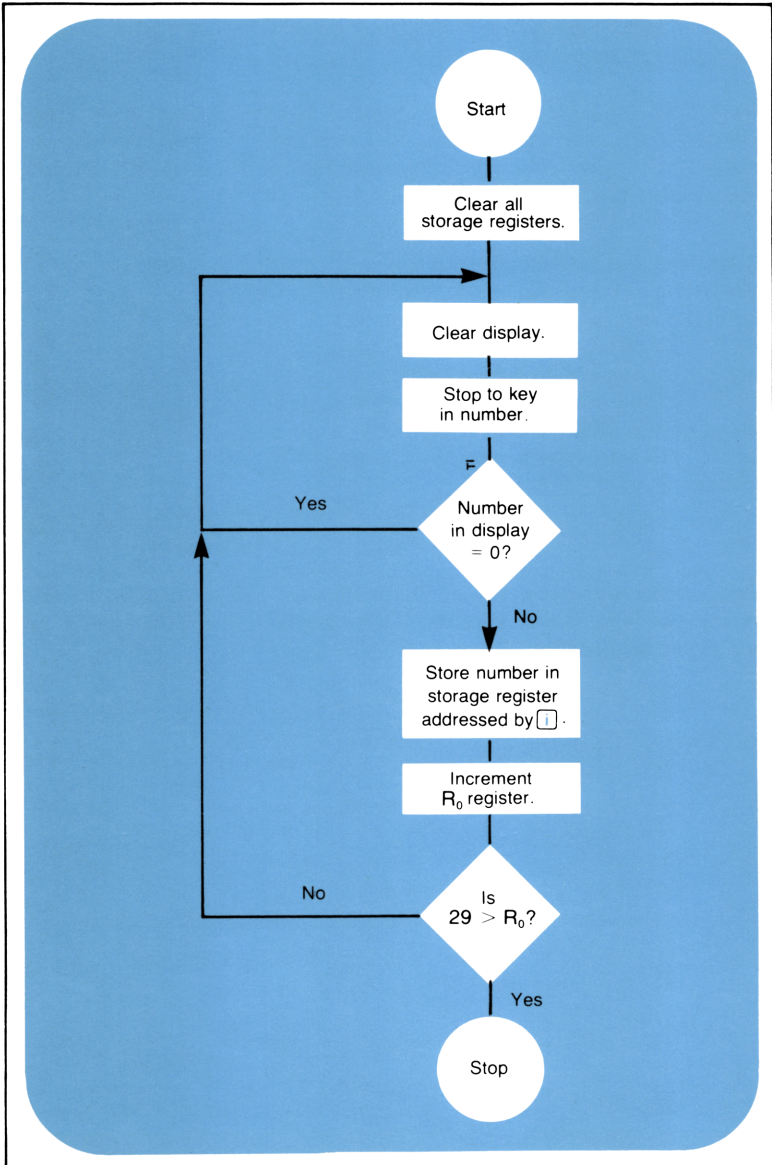 Start
Clear all
storage registers.
Clear display.
Stop to key
in number.
Yes
Number
in display
= 0?
No
Store number in
storage register
addressed by i .
Increment
R₀ register.
No
Is
29 > R₀?
Yes
Stop